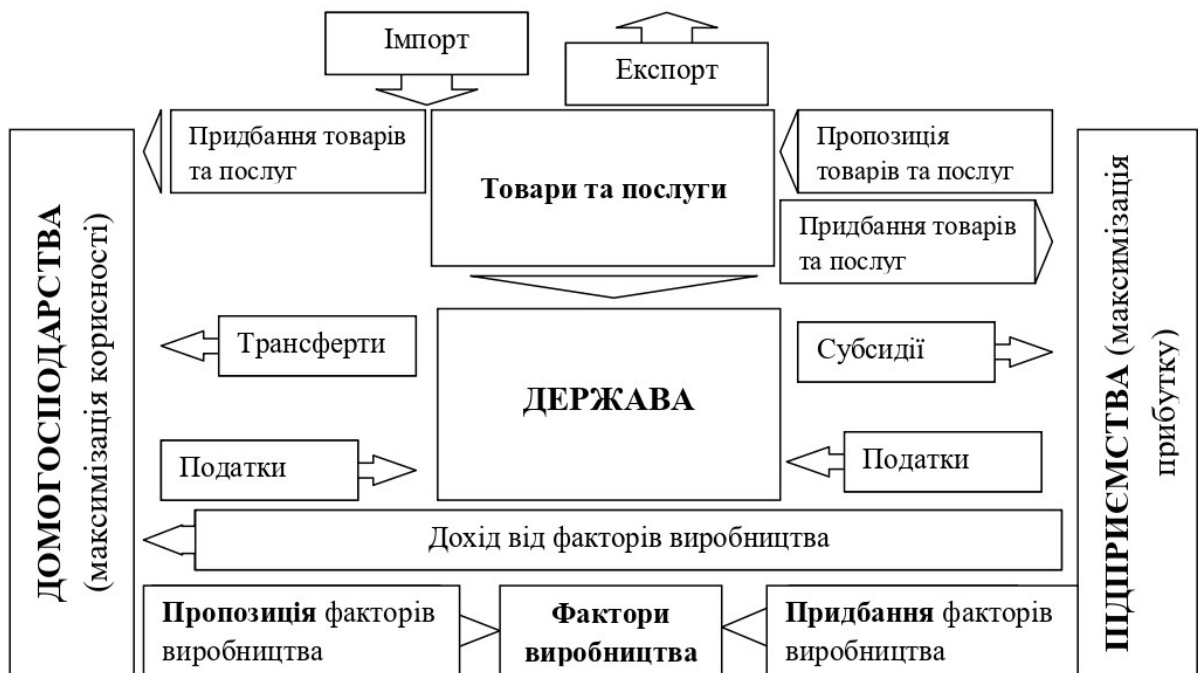 Імпорт
Експорт
Придбання товарів
та послуг
Товари та послуги
Пропозиція
товарів та послуг
Придбання товарів
та послуг
ДОМОГОСПОДАРСТВА
(максимізація корисності)
ПІДПРИЄМСТВА (максимізація
прибутку)
Трансферти
ДЕРЖАВА
Субсидії
Податки
Податки
Дохід від факторів виробництва
Пропозиція факторів
виробництва
Фактори
виробництва
Придбання факторів
виробництва